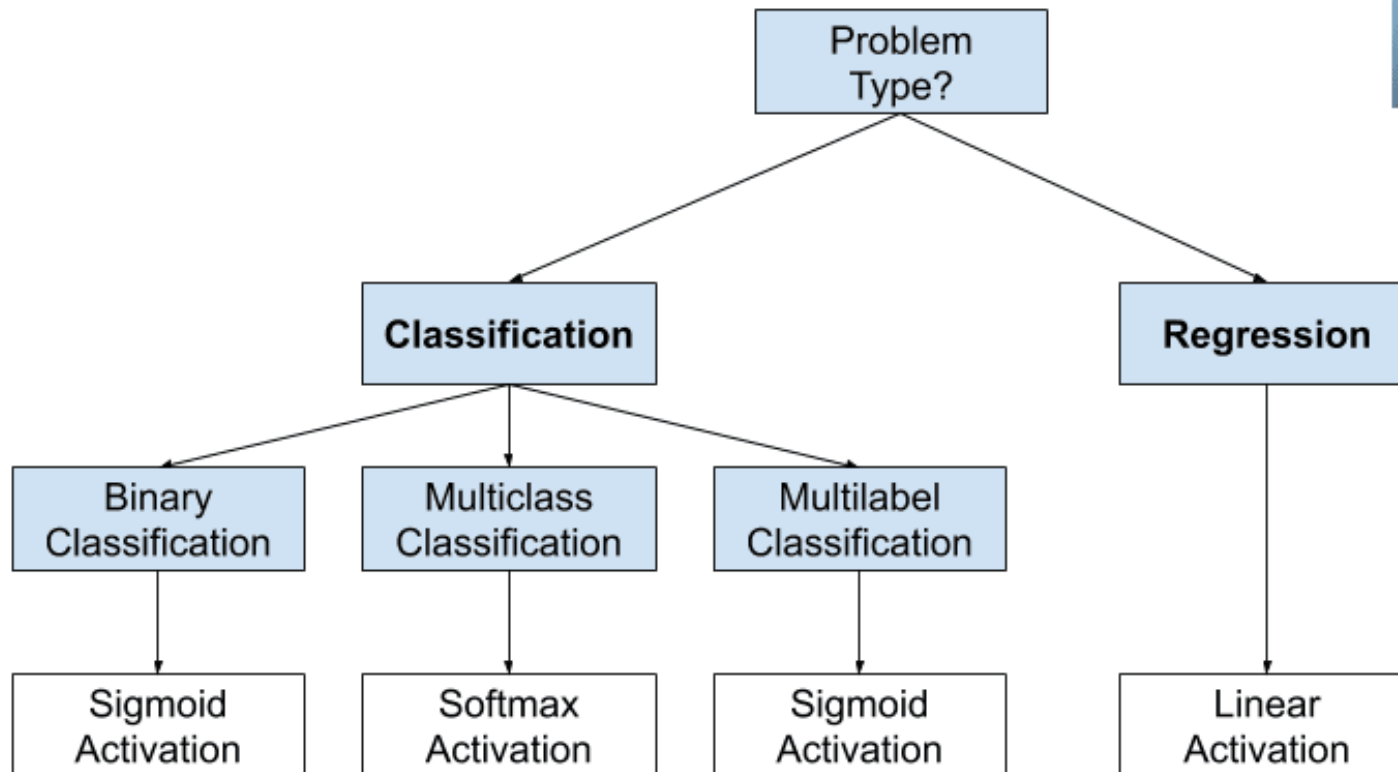 Problem
Type?
Classification
Regression
Binary
Classification
Multiclass
Classification
Multilabel
Classification
Sigmoid
Activation
Softmax
Activation
Sigmoid
Activation
Linear
Activation